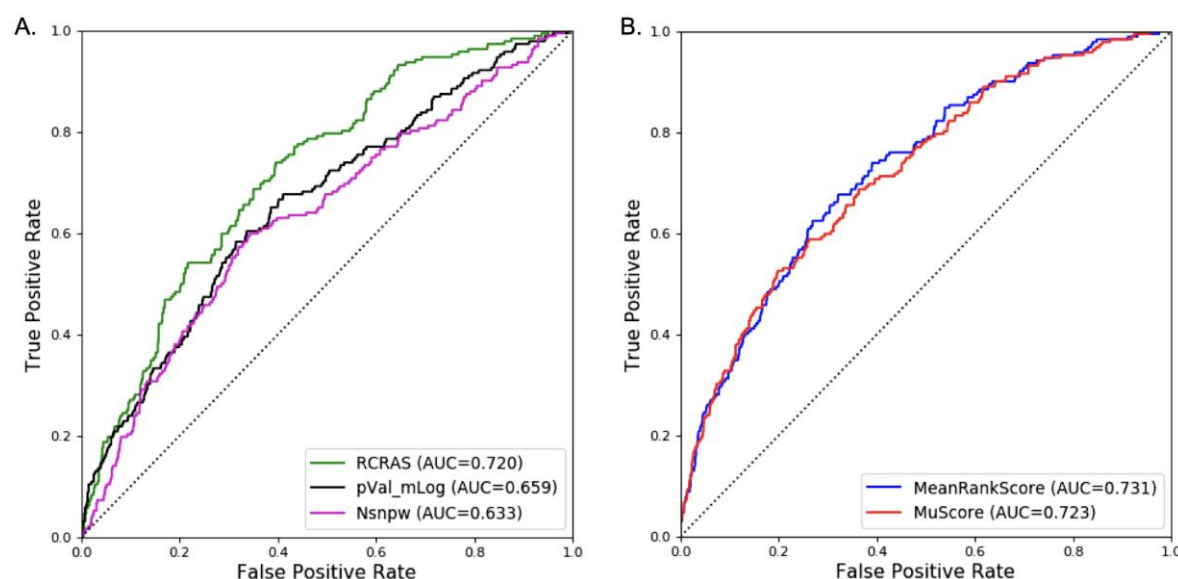 A.
1.0
0.8
0.6
0.4
0.2
0.0
True Positive Rate
0.0 0.2 0.4 0.6 0.8 1.0
False Positive Rate
RCRAS (AUC=0.720)
pVal_mLog (AUC=0.659)
Nsnpw (AUC=0.633)
B.
1.0
0.8
0.6
0.4
0.2
0.0
True Positive Rate
0.0 0.2 0.4 0.6 0.8 1.0
False Positive Rate
MeanRankScore (AUC=0.731)
MuScore (AUC=0.723)